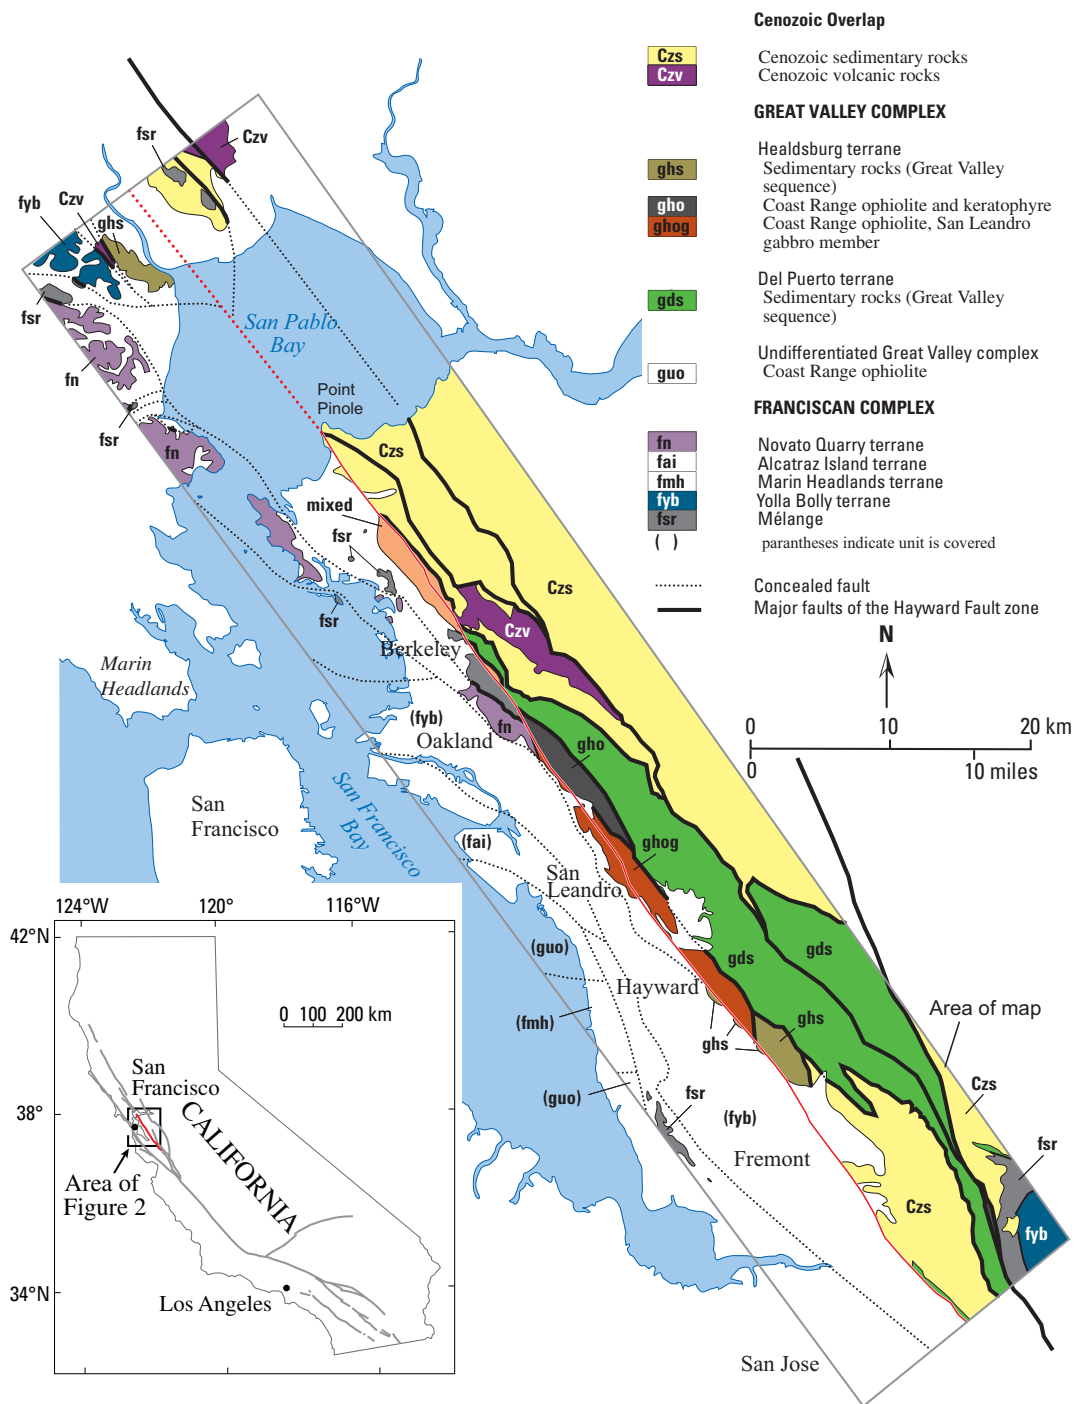 Cenozoic Overlap
Czs Cenozoic sedimentary rocks
Czv Cenozoic volcanic rocks
GREAT VALLEY COMPLEX
Healdsburg terrane
ghs Sedimentary rocks (Great Valley
sequence)
gho Coast Range ophiolite and keratophyre
ghog Coast Range ophiolite, San Leandro
gabbro member
Del Puerto terrane
gds Sedimentary rocks (Great Valley
sequence)
Undifferentiated Great Valley complex
guo Coast Range ophiolite
FRANCISCAN COMPLEX
fn Novato Quarry terrane
fai Alcatraz Island terrane
fmh Marin Headlands terrane
fyb Yolla Bolly terrane
fsr Mélange
( ) parantheses indicate unit is covered
Concealed fault
Major faults of the Hayward Fault zone
N
0 10 20 km
0 10 miles
fsr
Czv
fyb
Czv
ghs
fsr
fn
fsr
fn
San Pablo
Bay
Point
Pinole
Czs
mixed
fsr
fsr
Czs
Czv
Berkeley
Marin
Headlands
(fyb)
Oakland
fn
gho
San
Francisco
San Francisco
Bay
(fai)
ghog
San
Leandro
(guo)
gds
gds
Hayward
(fmh)
ghs
ghs
Area of map
Czs
(guo)
fsr
(fyb)
Fremont
fsr
Czs
fyb
San Jose
124°W 120° 116°W
42°N
38°
34°N
0 100 200 km
San
Francisco
CALIFORNIA
Area of
Figure 2
Los Angeles